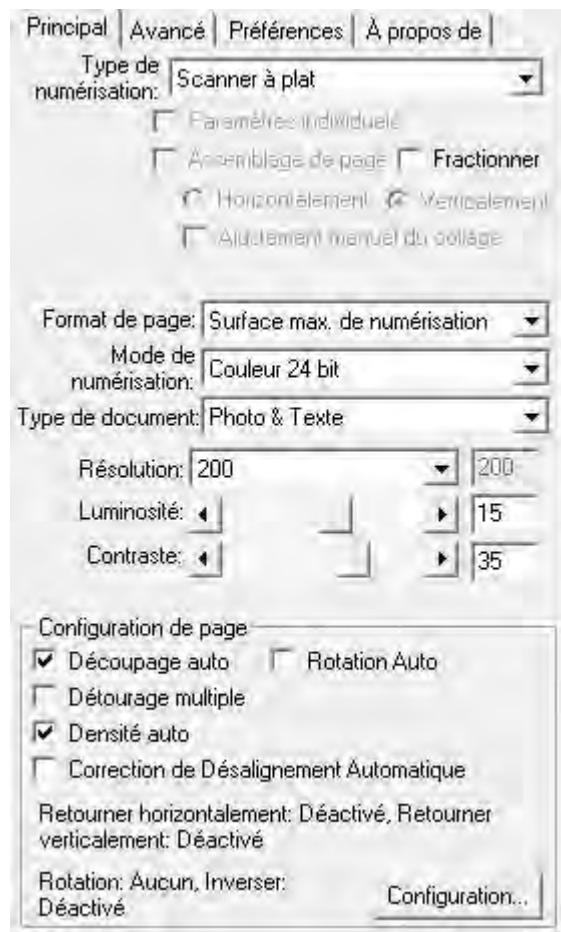 Principal Avancé Préférences À propos de
Type de
numérisation: Scanner à plat
Paramètres individuels
Assemblage de page Fractionner
Horizontalement Verticalement
Ajustement manuel du collage
Format de page: Surface max. de numérisation
Mode de
numérisation: Couleur 24 bit
Type de document: Photo & Texte
Résolution: 200 200
Luminosité: 15
Contraste: 35
Configuration de page
Découpage auto Rotation Auto
Détourage multiple
Densité auto
Correction de Désalignement Automatique
Retourner horizontalement: Déactivé, Retourner
verticalement: Déactivé
Rotation: Aucun, Inverser:
Déactivé Configuration...